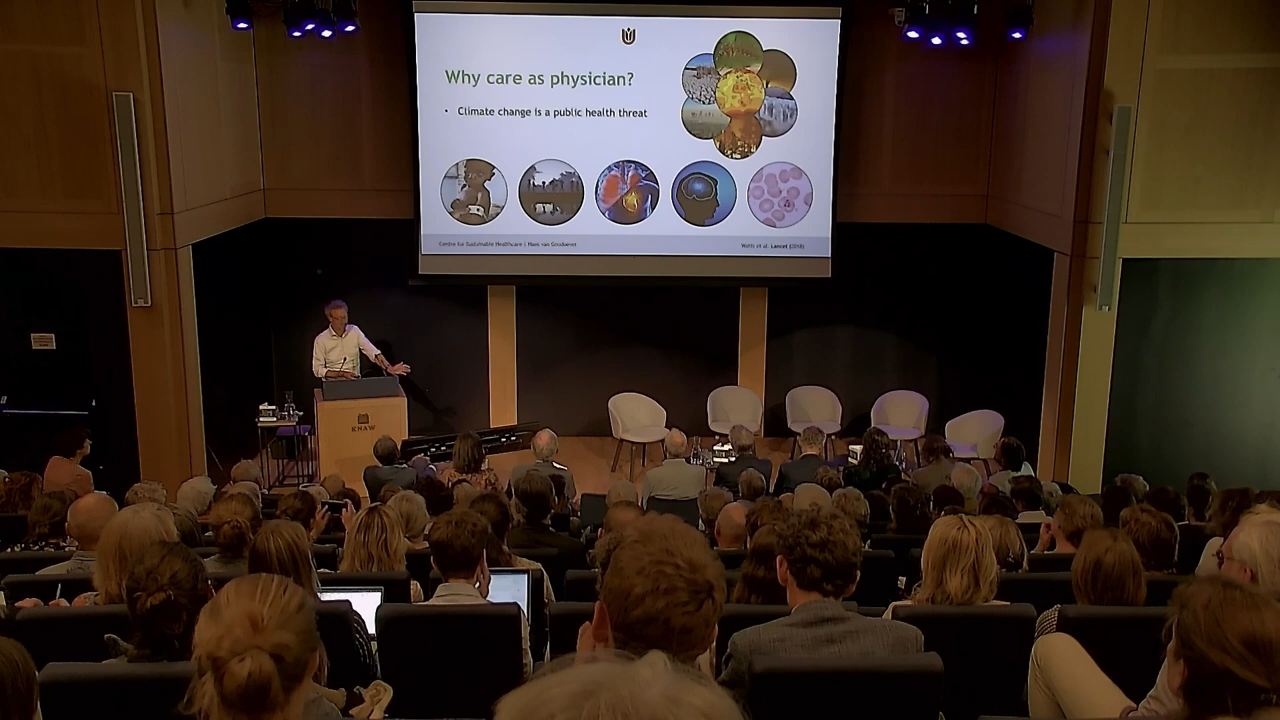 Why care as physician?
• Climate change is a public health threat
Centre for Sustainable Healthcare | Hans van Goudoever
Watts et al. Lancet (2018)
KNAW